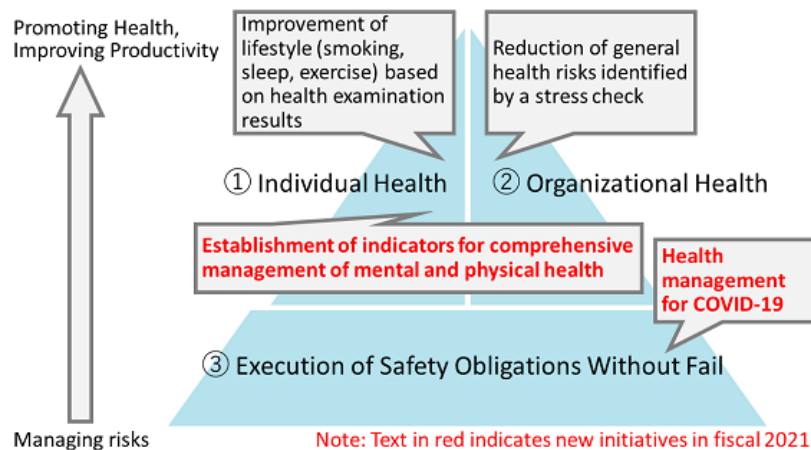 Promoting Health,
Improving Productivity
Improvement of
lifestyle (smoking,
sleep, exercise) based
on health examination
results
Reduction of general
health risks identified
by a stress check
① Individual Health
② Organizational Health
Establishment of indicators for comprehensive
management of mental and physical health
Health
management
for COVID-19
③ Execution of Safety Obligations Without Fail
Managing risks
Note: Text in red indicates new initiatives in fiscal 2021